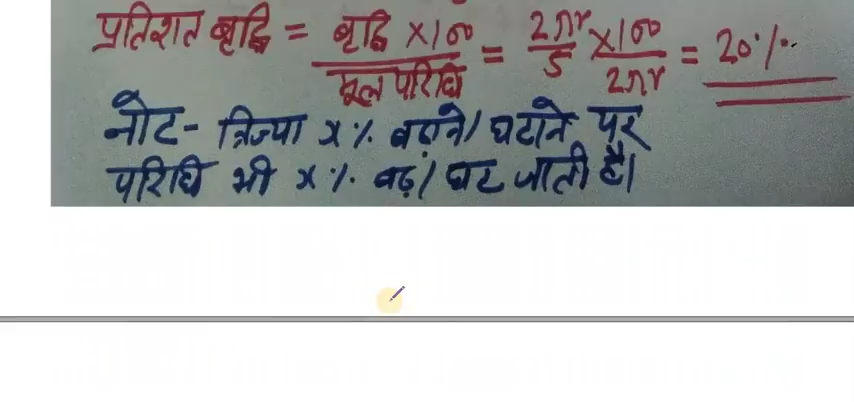 प्रतिशत वृद्धि = वृद्धि ×100 / मूल परिधि = 2πr/5 × 100/2πr = 20%
नोट- त्रिज्या x% बढ़ाने/घटाने पर
परिधि भी x% बढ़/घट जाती है।